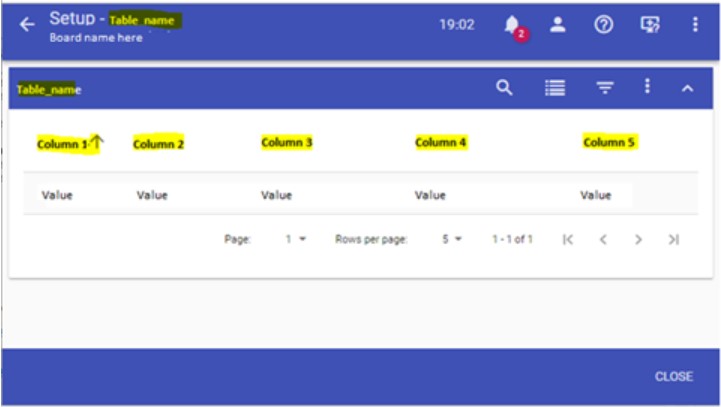 Setup - Table_name
Board name here
19:02
2
Table_name
Column 1 Column 2 Column 3 Column 4 Column 5
Value Value Value Value Value
Page: 1 Rows per page: 5 1 - 1 of 1
CLOSE